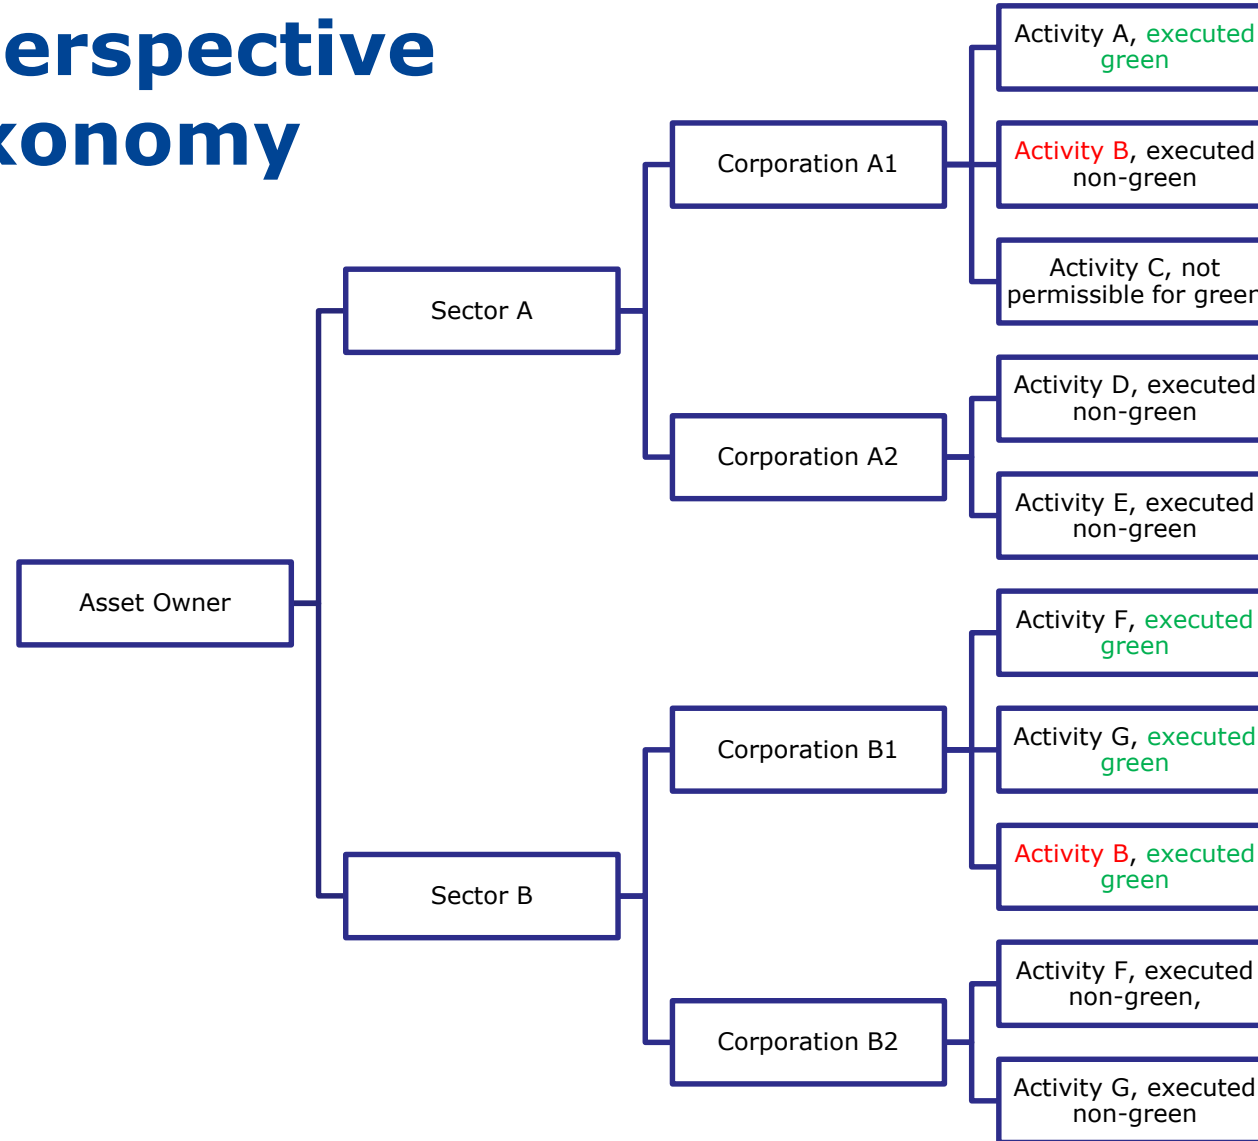 erspective
xonomy
Activity A, executed
green
Corporation A1
Activity B, executed
non-green
Activity C, not
permissible for green
Sector A
Activity D, executed
non-green
Corporation A2
Activity E, executed
non-green
Asset Owner
Activity F, executed
green
Corporation B1
Activity G, executed
green
Activity B, executed
green
Sector B
Activity F, executed
non-green,
Corporation B2
Activity G, executed
non-green